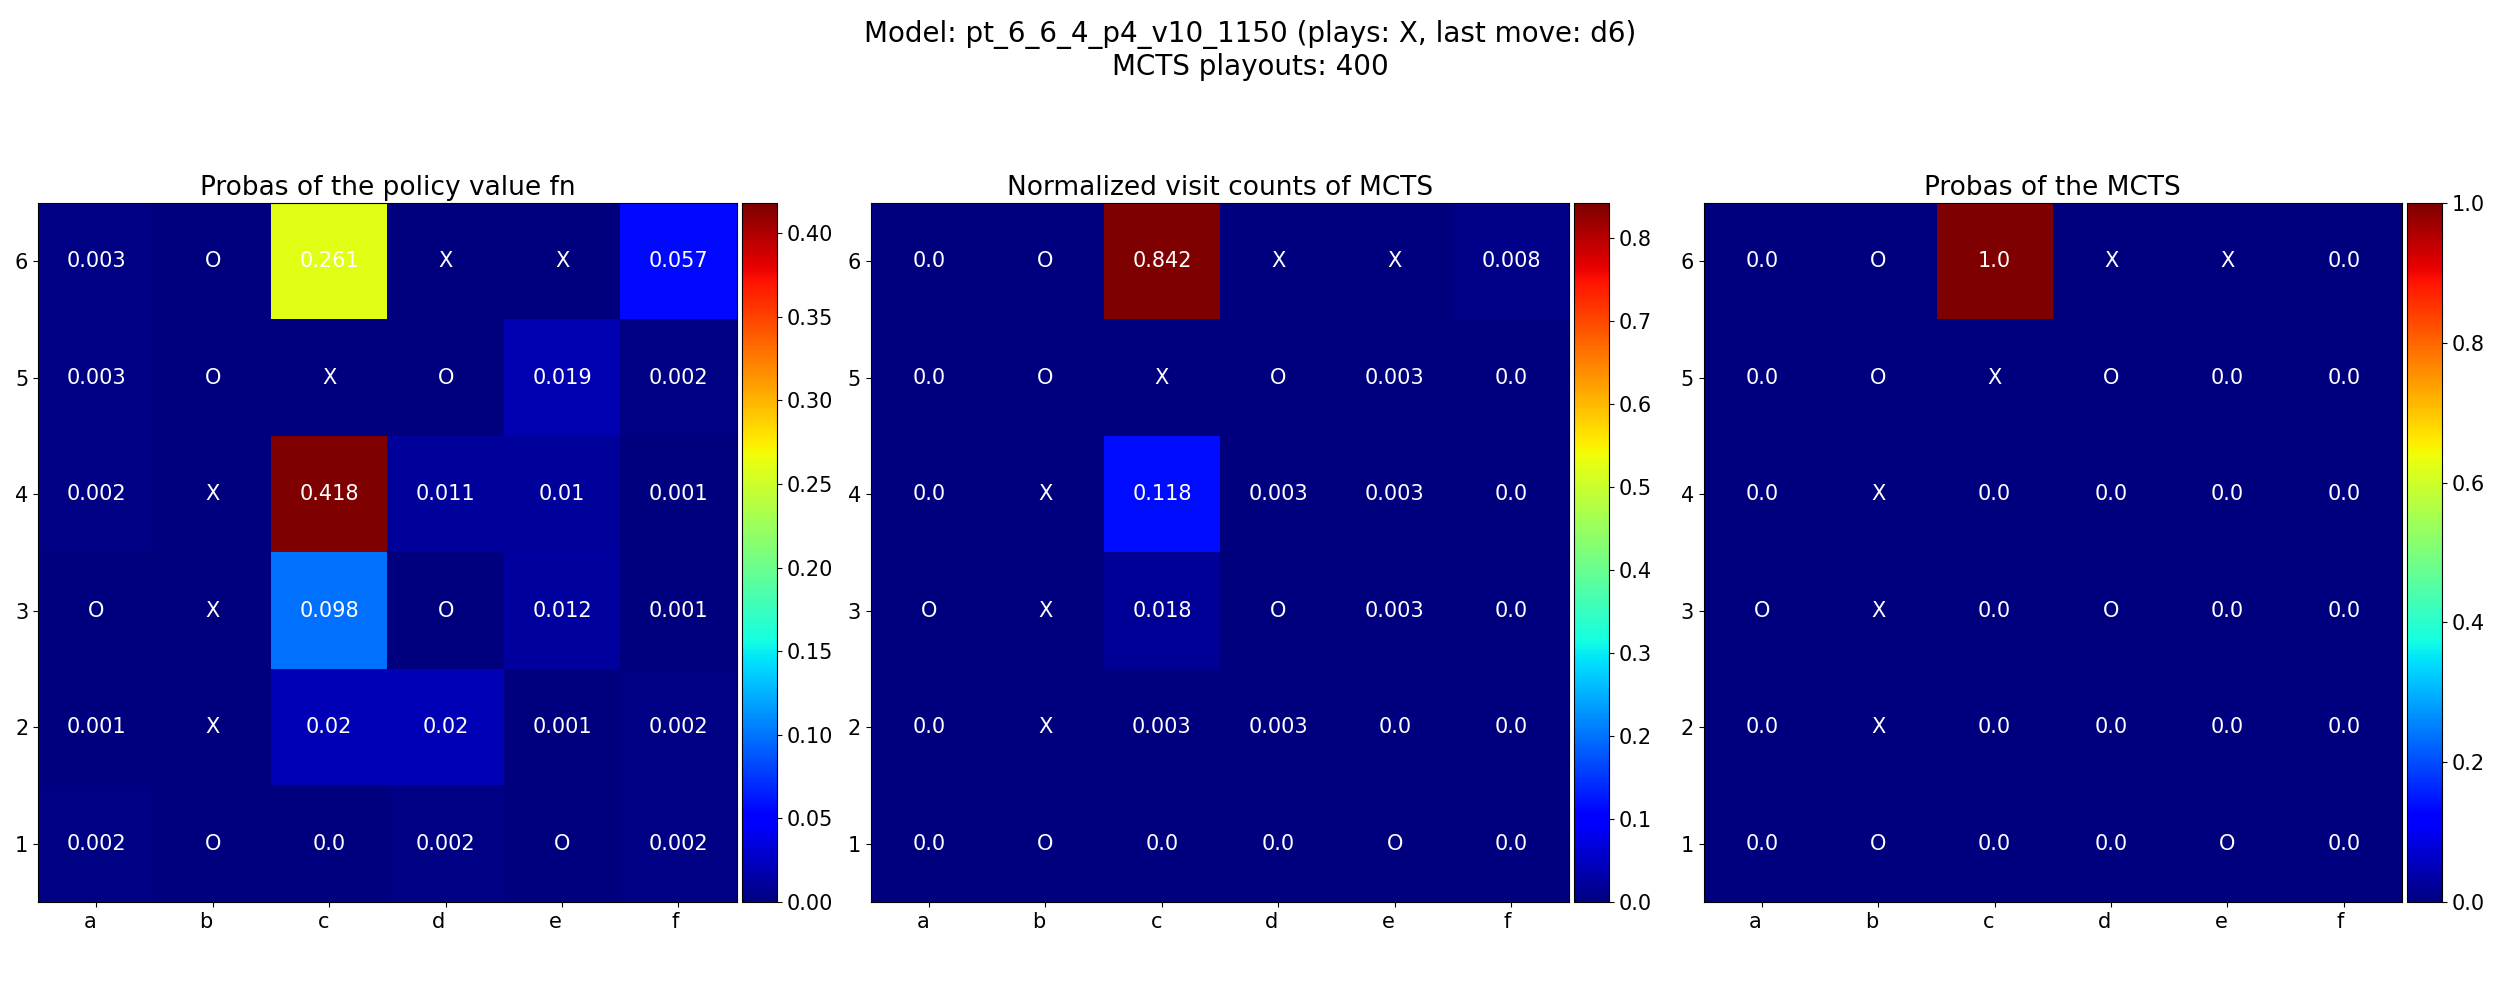 Model: pt_6_6_4_p4_v10_1150 (plays: X, last move: d6)
MCTS playouts: 400
Probas of the policy value fn
6 0.003 O 0.261 X X 0.057
5 0.003 O X O 0.019 0.002
4 0.002 X 0.418 0.011 0.01 0.001
3 O X 0.098 O 0.012 0.001
2 0.001 X 0.02 0.02 0.001 0.002
1 0.002 O 0.0 0.002 O 0.002
a b c d e f
0.40
0.35
0.30
0.25
0.20
0.15
0.10
0.05
0.00
Normalized visit counts of MCTS
6 0.0 O 0.842 X X 0.008
5 0.0 O X O 0.003 0.0
4 0.0 X 0.118 0.003 0.003 0.0
3 O X 0.018 O 0.003 0.0
2 0.0 X 0.003 0.003 0.0 0.0
1 0.0 O 0.0 0.0 O 0.0
a b c d e f
0.8
0.7
0.6
0.5
0.4
0.3
0.2
0.1
0.0
Probas of the MCTS
6 0.0 O 1.0 X X 0.0
5 0.0 O X O 0.0 0.0
4 0.0 X 0.0 0.0 0.0 0.0
3 O X 0.0 O 0.0 0.0
2 0.0 X 0.0 0.0 0.0 0.0
1 0.0 O 0.0 0.0 O 0.0
a b c d e f
1.0
0.8
0.6
0.4
0.2
0.0